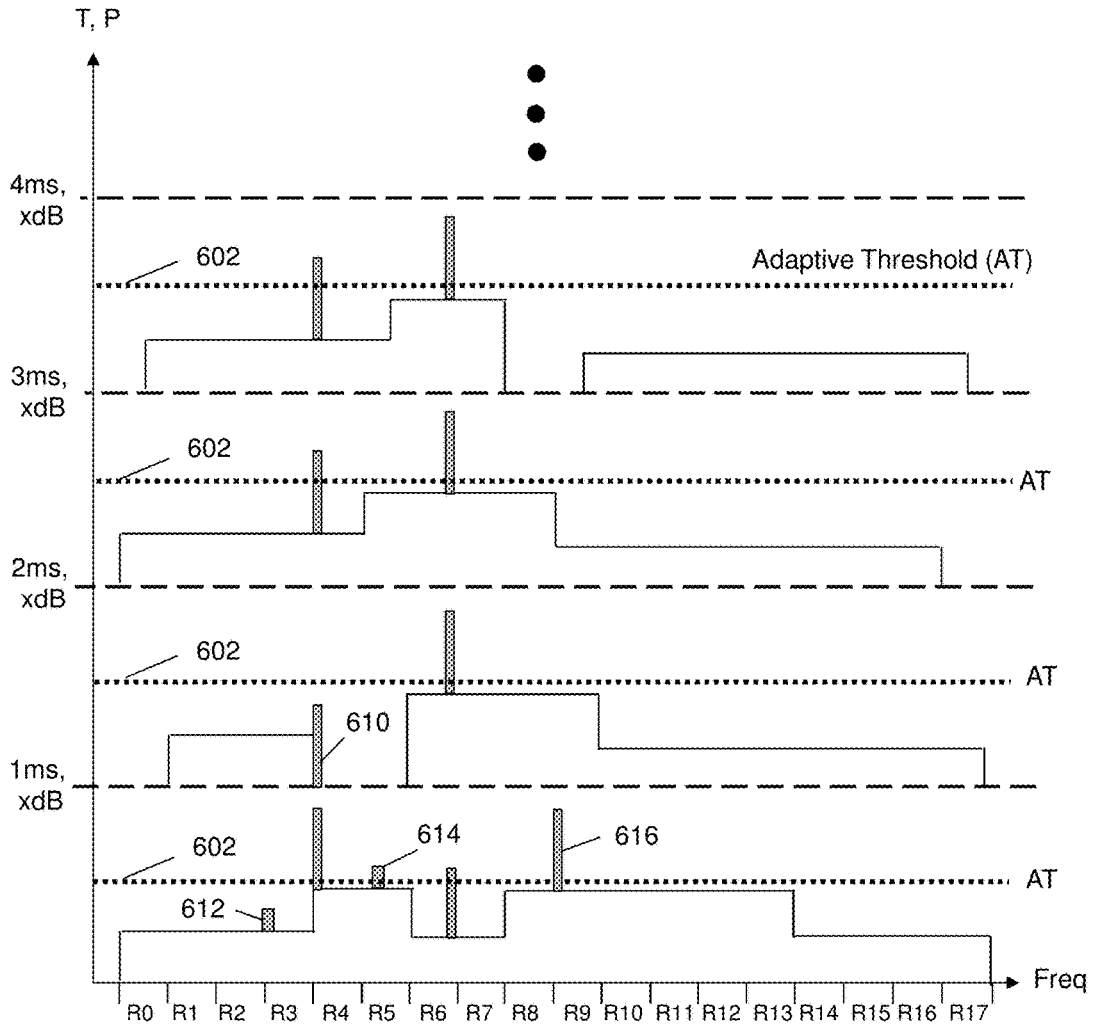 T, P
4ms,
xdB
602
Adaptive Threshold (AT)
3ms,
xdB
602
AT
2ms,
xdB
602
AT
610
1ms,
xdB
602
614
616
AT
612
Freq
R0 R1 R2 R3 R4 R5 R6 R7 R8 R9 R10 R11 R12 R13 R14 R15 R16 R17